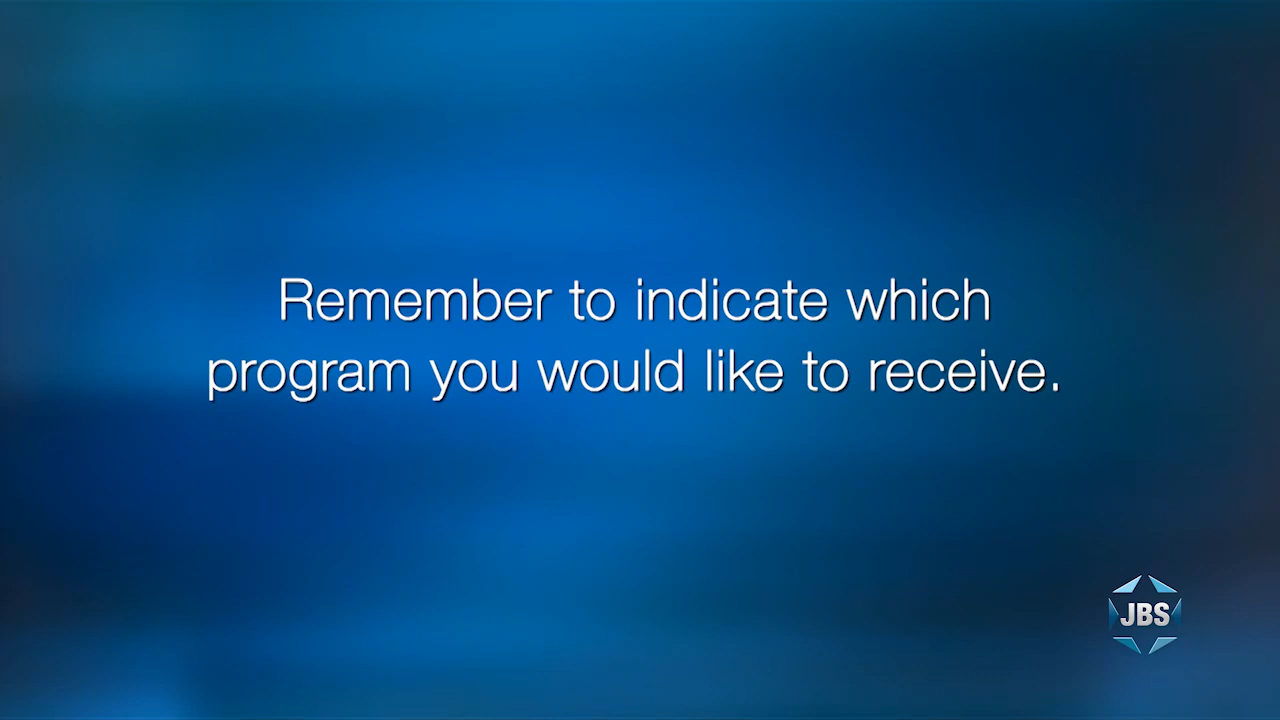 Remember to indicate which
program you would like to receive.
JBS